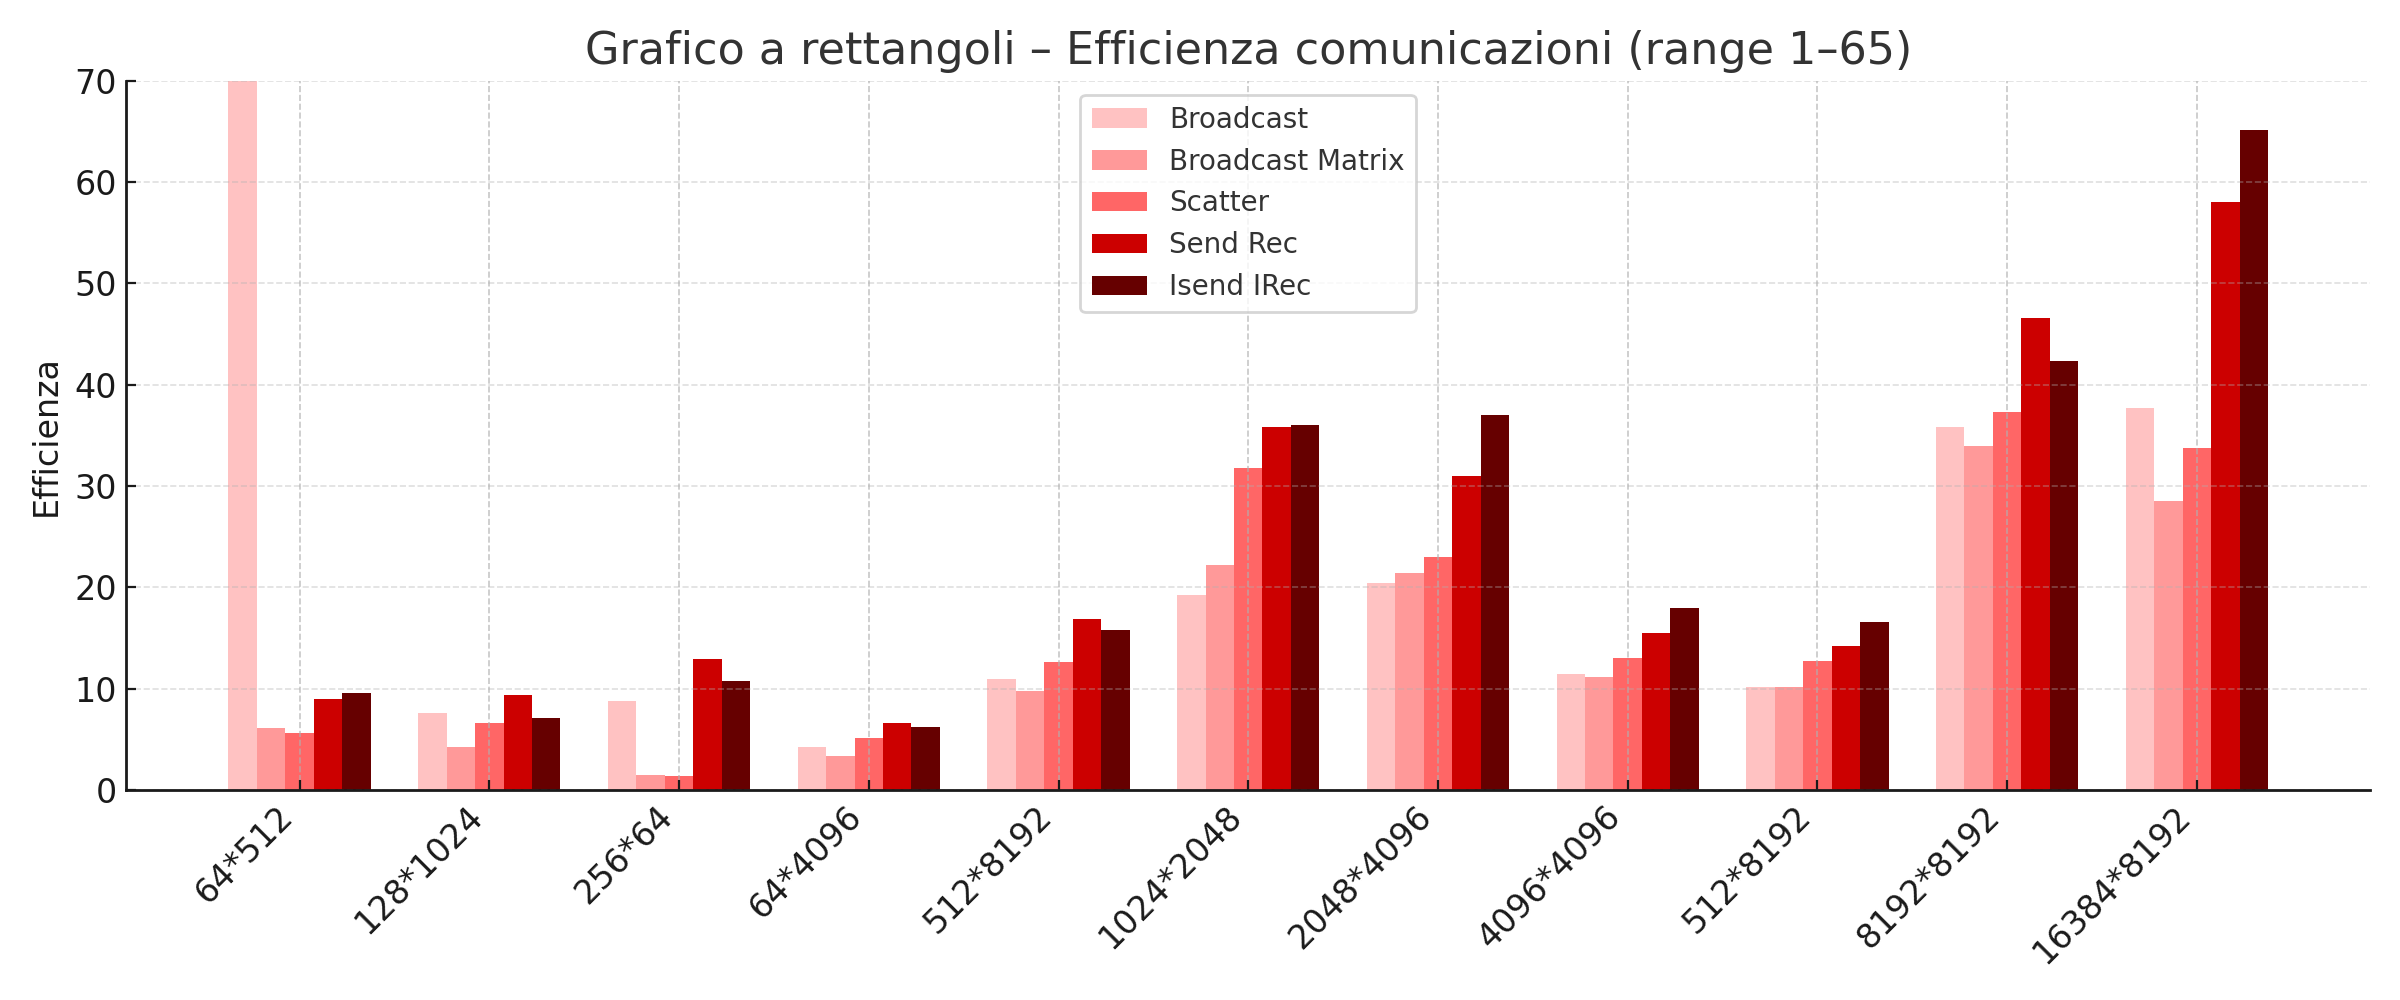 Grafico a rettangoli – Efficienza comunicazioni (range 1–65)
Efficienza
70
60
50
40
30
20
10
0
Broadcast
Broadcast Matrix
Scatter
Send Rec
Isend IRec
64*512
128*1024
256*64
64*4096
512*8192
1024*2048
2048*4096
4096*4096
512*8192
8192*8192
16384*8192